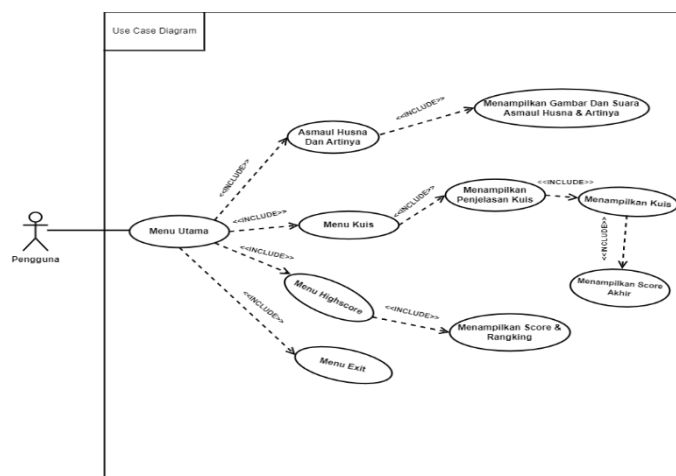 Use Case Diagram
<<INCLUDE>>
Asmaul Husna
Dan Artinya
<<INCLUDE>>
Menampilkan Gambar Dan Suara
Asmaul Husna & Artinya
Pengguna
Menu Utama
<<INCLUDE>>
Menu Kuis
<<INCLUDE>>
Menampilkan
Penjelasan Kuis
<<INCLUDE>>
Menampilkan Kuis
<<INCLUDE>>
Menampilkan Score
Akhir
<<INCLUDE>>
Menu Highscore
<<INCLUDE>>
Menampilkan Score &
Rangking
<<INCLUDE>>
Menu Exit